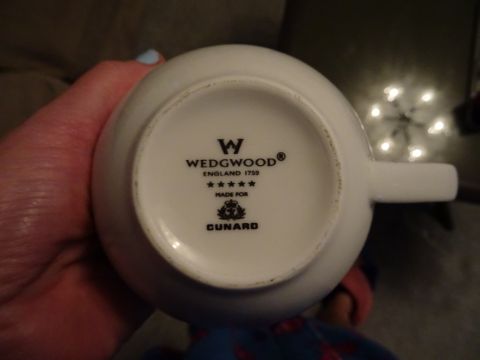 W
WEDGWOOD®
ENGLAND 1759
★★★★★
MADE FOR
CUNARD